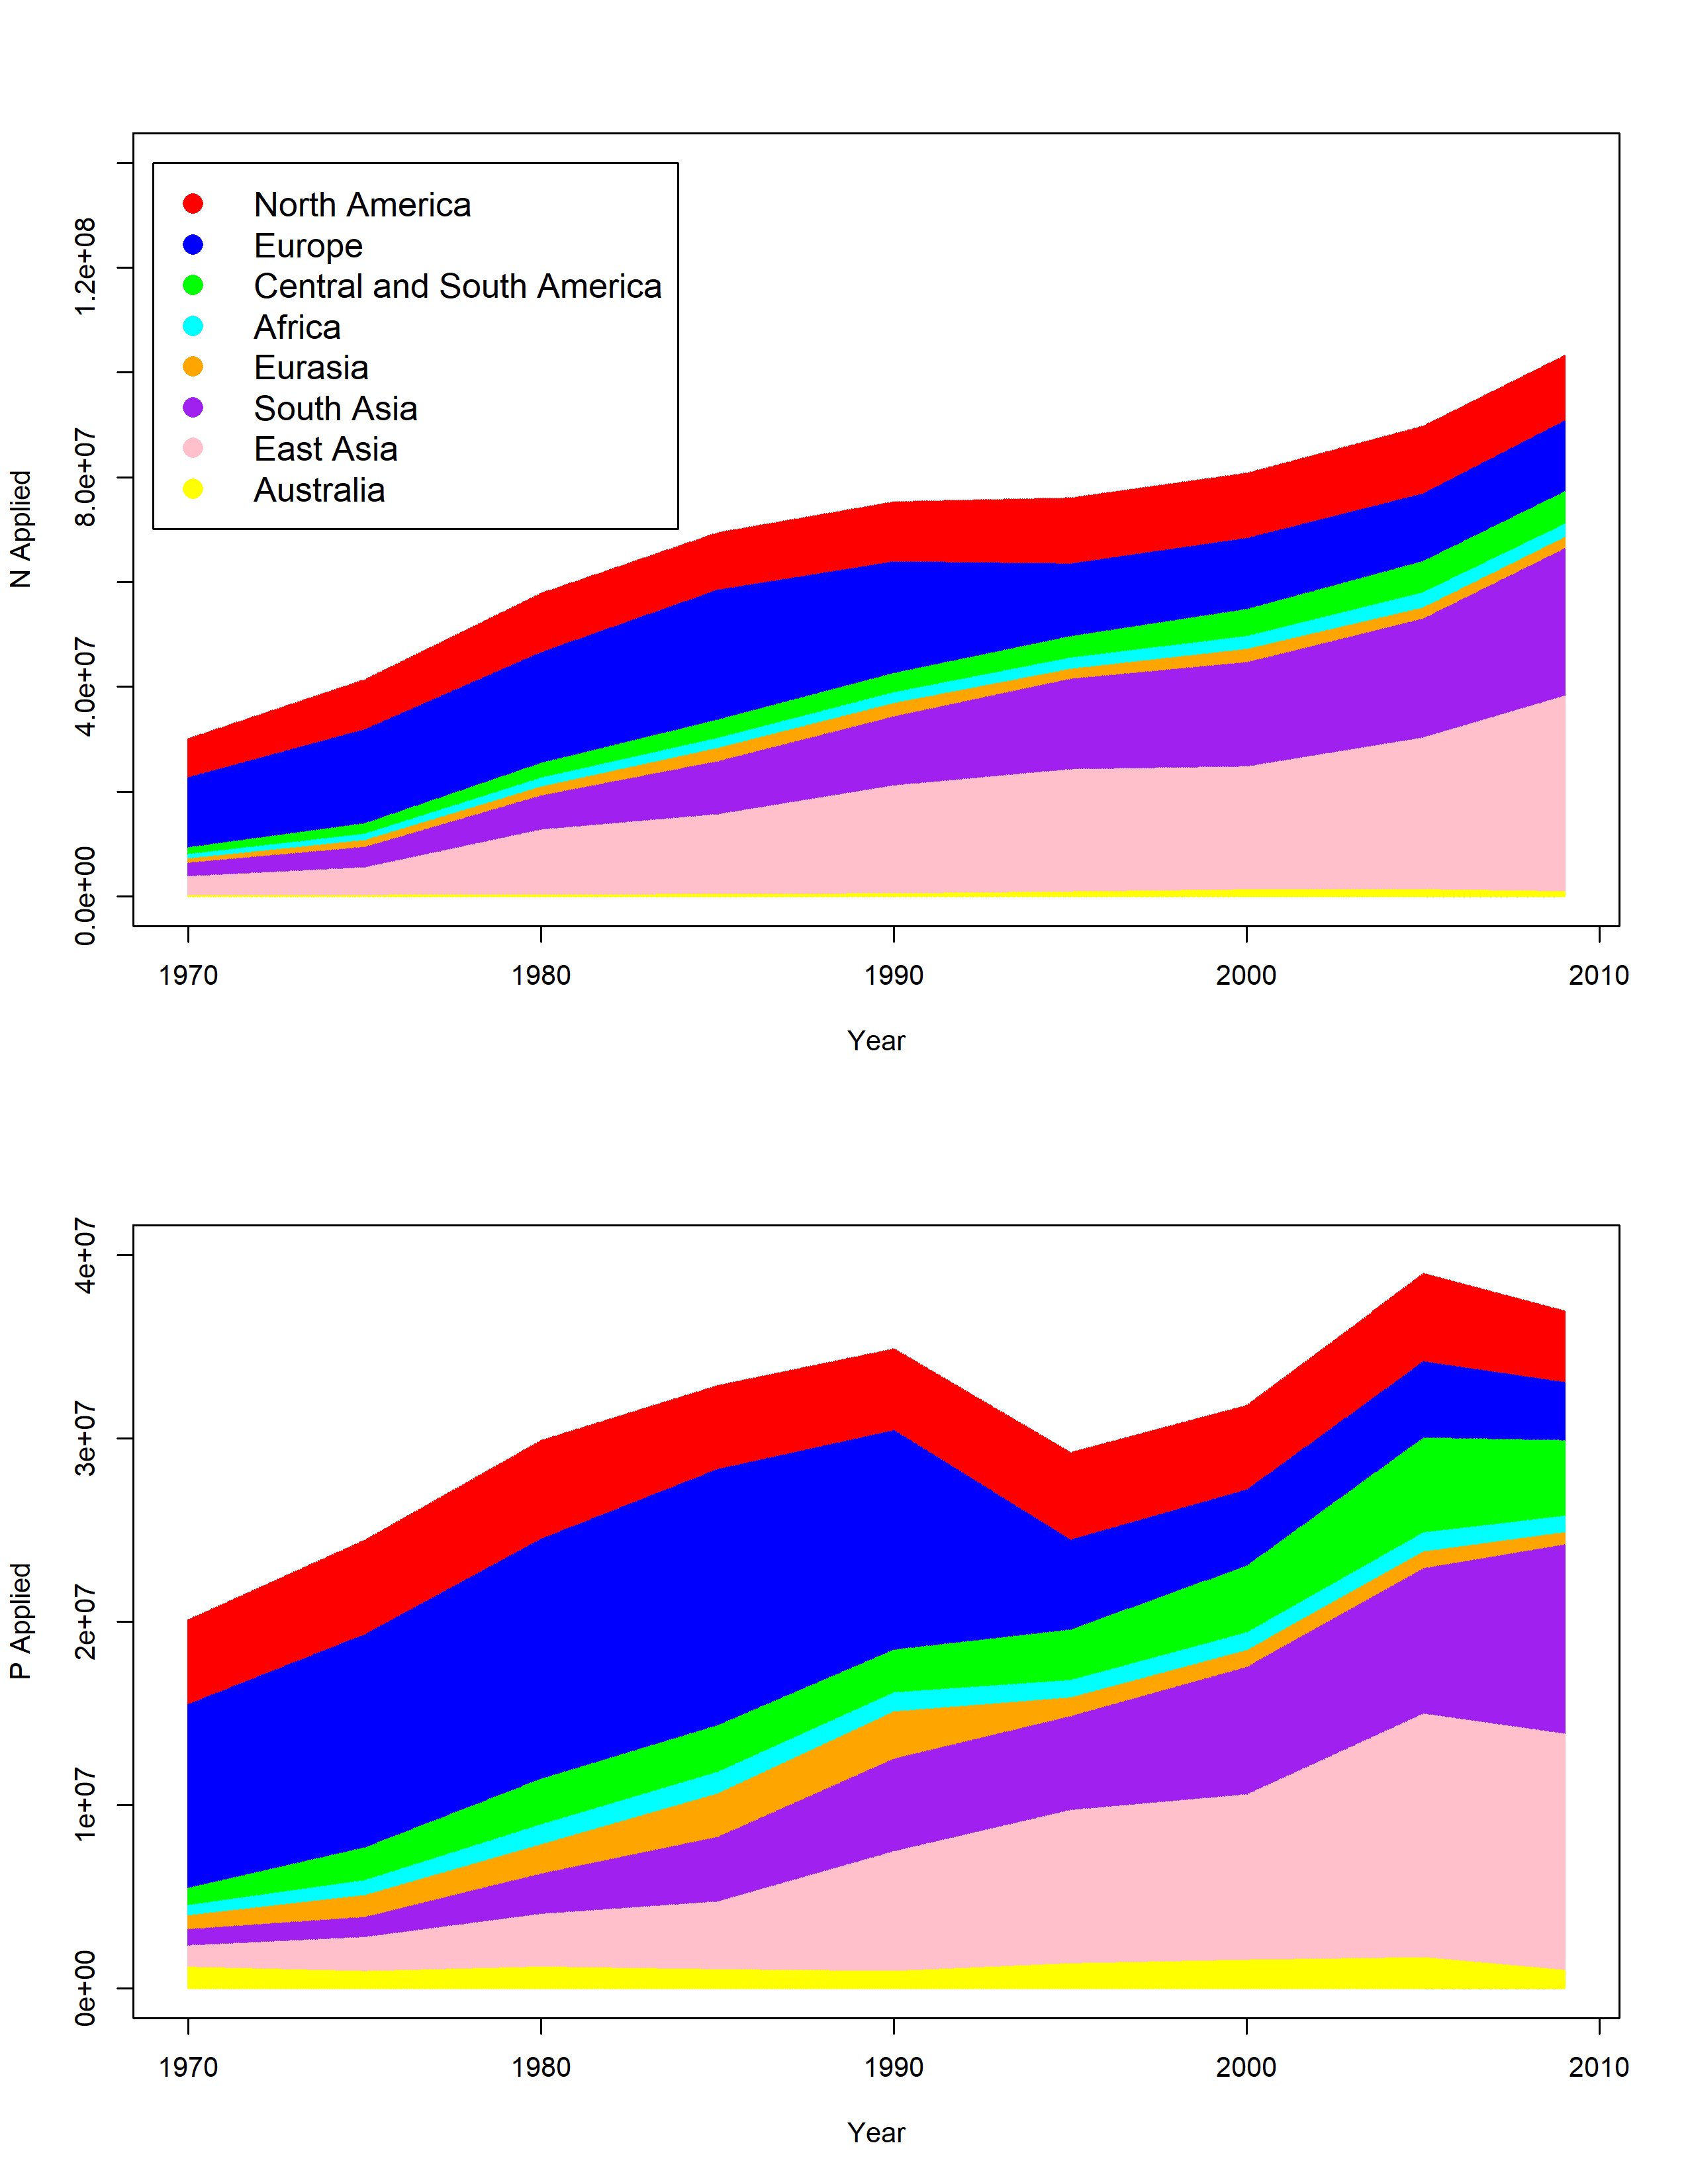 North America
Europe
Central and South America
Africa
Eurasia
South Asia
East Asia
Australia
N Applied
0.0e+00
4.0e+07
8.0e+07
1.2e+08
1970 1980 1990 2000 2010
Year
P Applied
0e+00
1e+07
2e+07
3e+07
4e+07
1970 1980 1990 2000 2010
Year